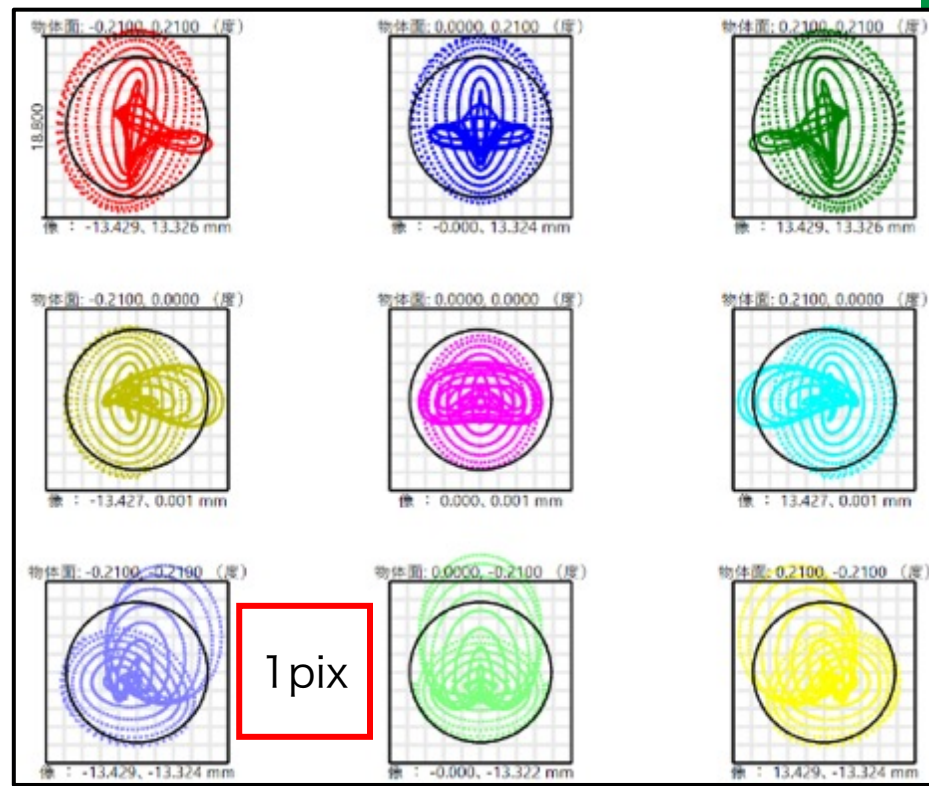 物体面: -0.2100, 0.2100 (度)
物体面: 0.0000, 0.2100 (度)
物体面: 0.2100, 0.2100 (度)
18.800
像 : -13.429、13.326 mm
像 : -0.000、13.324 mm
像 : 13.429、13.326 mm
物体面: -0.2100, 0.0000 (度)
物体面: 0.0000, 0.0000 (度)
物体面: 0.2100, 0.0000 (度)
像 : -13.427、0.001 mm
像 : 0.000、0.001 mm
像 : 13.427、0.001 mm
物体面: -0.2100, -0.2100 (度)
物体面: 0.0000, -0.2100 (度)
物体面: 0.2100, -0.2100 (度)
1pix
像 : -13.429、-13.324 mm
像 : -0.000、-13.322 mm
像 : 13.429、-13.324 mm